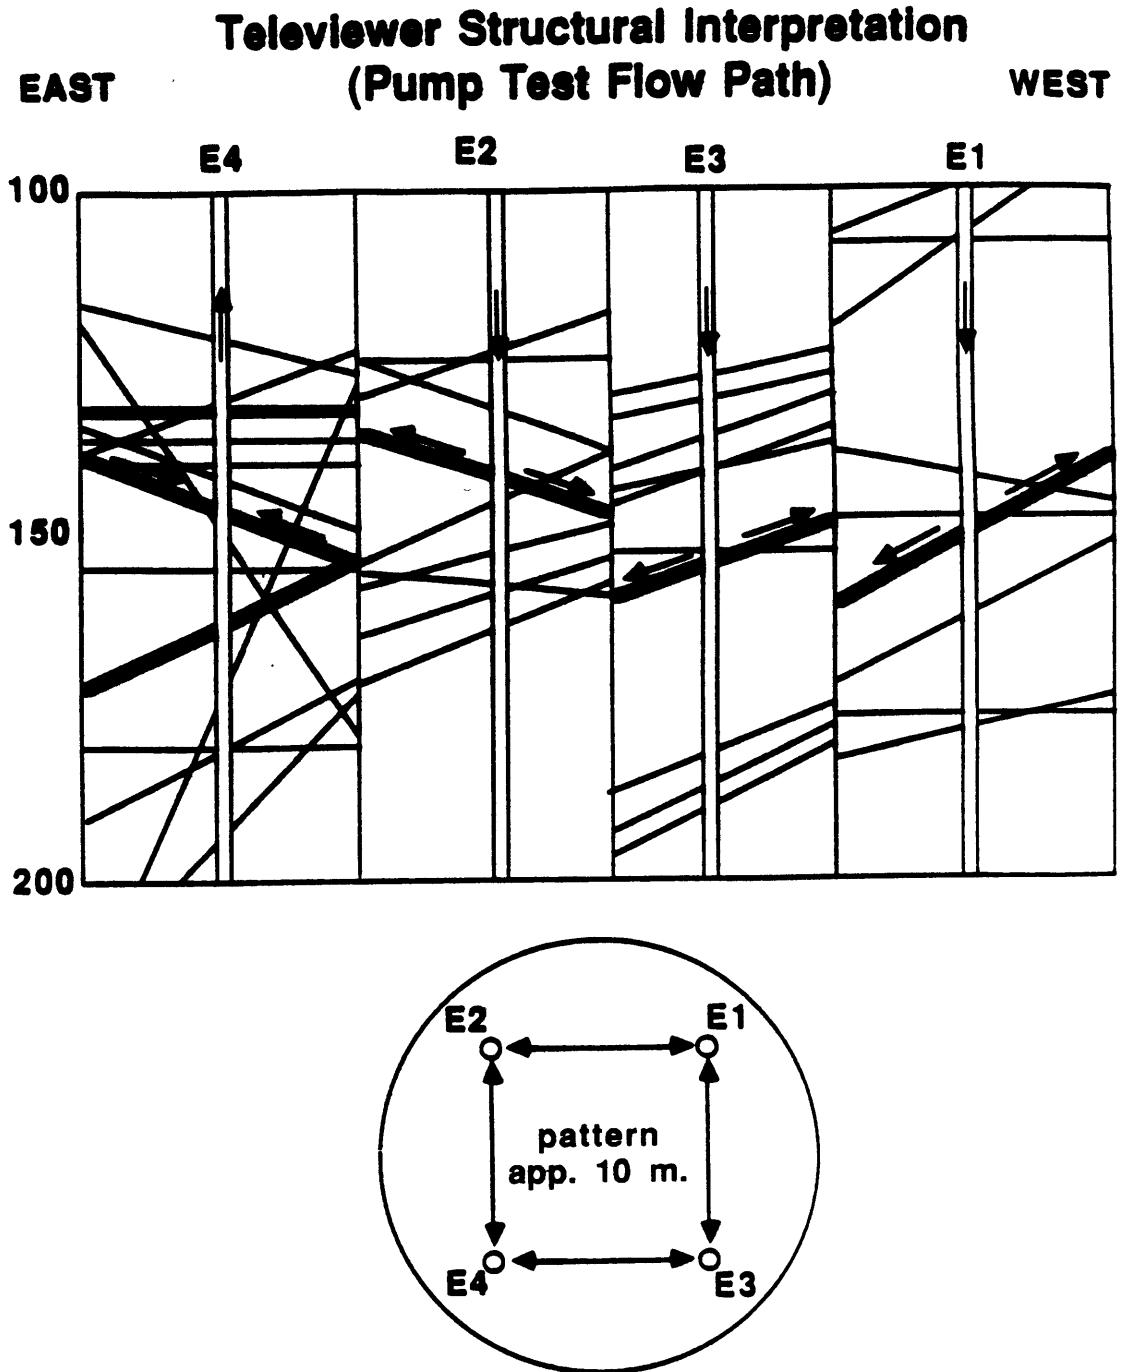 Televiewer Structural Interpretation
(Pump Test Flow Path)
EAST
WEST
E4
E2
E3
E1
100
150
200
E2
E1
pattern
app. 10 m.
E4
E3